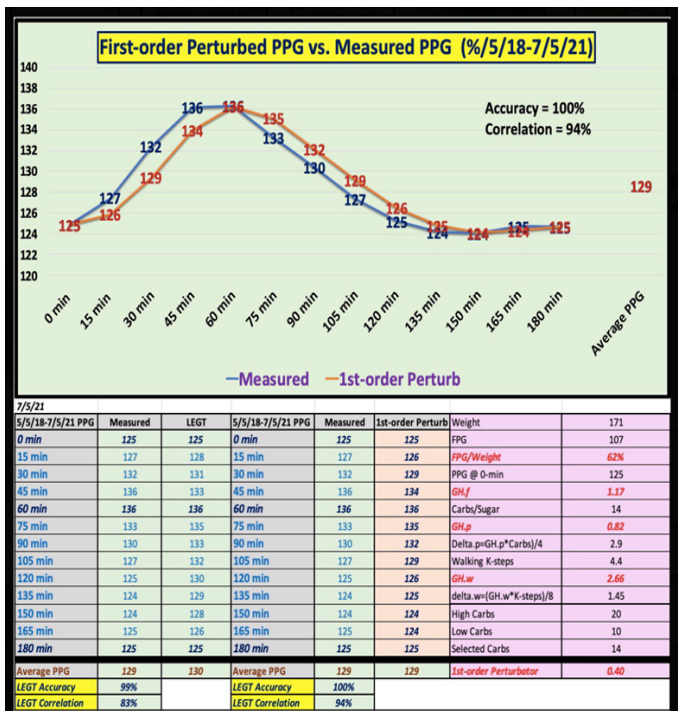 First-order Perturbed PPG vs. Measured PPG (%/5/18-7/5/21)
140
138
136
134
132
130
128
126
124
122
120
Accuracy = 100%
Correlation = 94%
125 127 132 136 136 133 130 127 125 124 124 125 125
125 126 129 134 136 135 132 129 126 125 124 124 125 129
0 min 15 min 30 min 45 min 60 min 75 min 90 min 105 min 120 min 135 min 150 min 165 min 180 min Average PPG
Measured 1st-order Perturb
7/5/21
5/5/18-7/5/21 PPG Measured LEGT 5/5/18-7/5/21 PPG Measured 1st-order Perturb Weight 171
0 min 125 125 0 min 125 125 FPG 107
15 min 127 128 15 min 127 126 FPG/Weight 62%
30 min 132 131 30 min 132 129 PPG @ 0-min 125
45 min 136 133 45 min 136 134 GH.f 1.17
60 min 136 136 60 min 136 136 Carbs/Sugar 14
75 min 133 135 75 min 133 135 GH.p 0.82
90 min 130 133 90 min 130 132 Delta.p=GH.p*Carbs)/4 2.9
105 min 127 132 105 min 127 129 Walking K-steps 4.4
120 min 125 130 120 min 125 126 GH.w 2.66
135 min 124 129 135 min 124 125 delta.w=(GH.w*K-steps)/8 1.45
150 min 124 128 150 min 124 124 High Carbs 20
165 min 125 126 165 min 125 124 Low Carbs 10
180 min 125 125 180 min 125 125 Selected Carbs 14
Average PPG 129 130 Average PPG 129 129 1st-order Perturbator 0.40
LEGT Accuracy 99% LEGT Accuracy 100%
LEGT Correlation 83% LEGT Correlation 94%